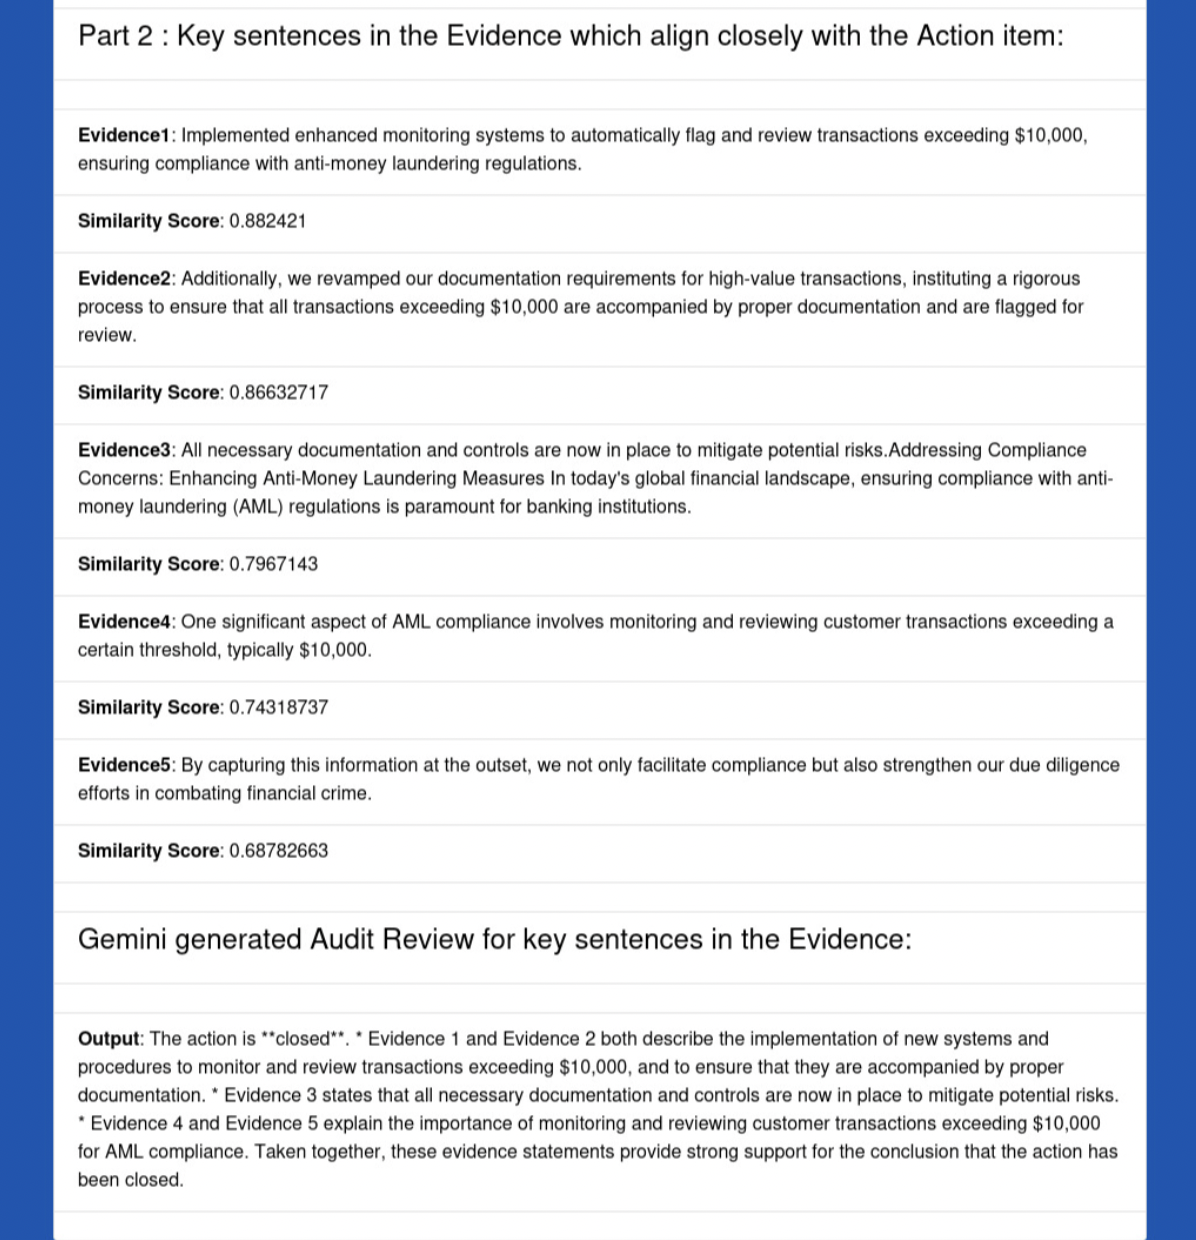 Part 2 : Key sentences in the Evidence which align closely with the Action item:
Evidence1: Implemented enhanced monitoring systems to automatically flag and review transactions exceeding $10,000,
ensuring compliance with anti-money laundering regulations.
Similarity Score: 0.882421
Evidence2: Additionally, we revamped our documentation requirements for high-value transactions, instituting a rigorous
process to ensure that all transactions exceeding $10,000 are accompanied by proper documentation and are flagged for
review.
Similarity Score: 0.86632717
Evidence3: All necessary documentation and controls are now in place to mitigate potential risks.Addressing Compliance
Concerns: Enhancing Anti-Money Laundering Measures In today's global financial landscape, ensuring compliance with anti-
money laundering (AML) regulations is paramount for banking institutions.
Similarity Score: 0.7967143
Evidence4: One significant aspect of AML compliance involves monitoring and reviewing customer transactions exceeding a
certain threshold, typically $10,000.
Similarity Score: 0.74318737
Evidence5: By capturing this information at the outset, we not only facilitate compliance but also strengthen our due diligence
efforts in combating financial crime.
Similarity Score: 0.68782663
Gemini generated Audit Review for key sentences in the Evidence:
Output: The action is **closed**. * Evidence 1 and Evidence 2 both describe the implementation of new systems and
procedures to monitor and review transactions exceeding $10,000, and to ensure that they are accompanied by proper
documentation. * Evidence 3 states that all necessary documentation and controls are now in place to mitigate potential risks.
* Evidence 4 and Evidence 5 explain the importance of monitoring and reviewing customer transactions exceeding $10,000
for AML compliance. Taken together, these evidence statements provide strong support for the conclusion that the action has
been closed.